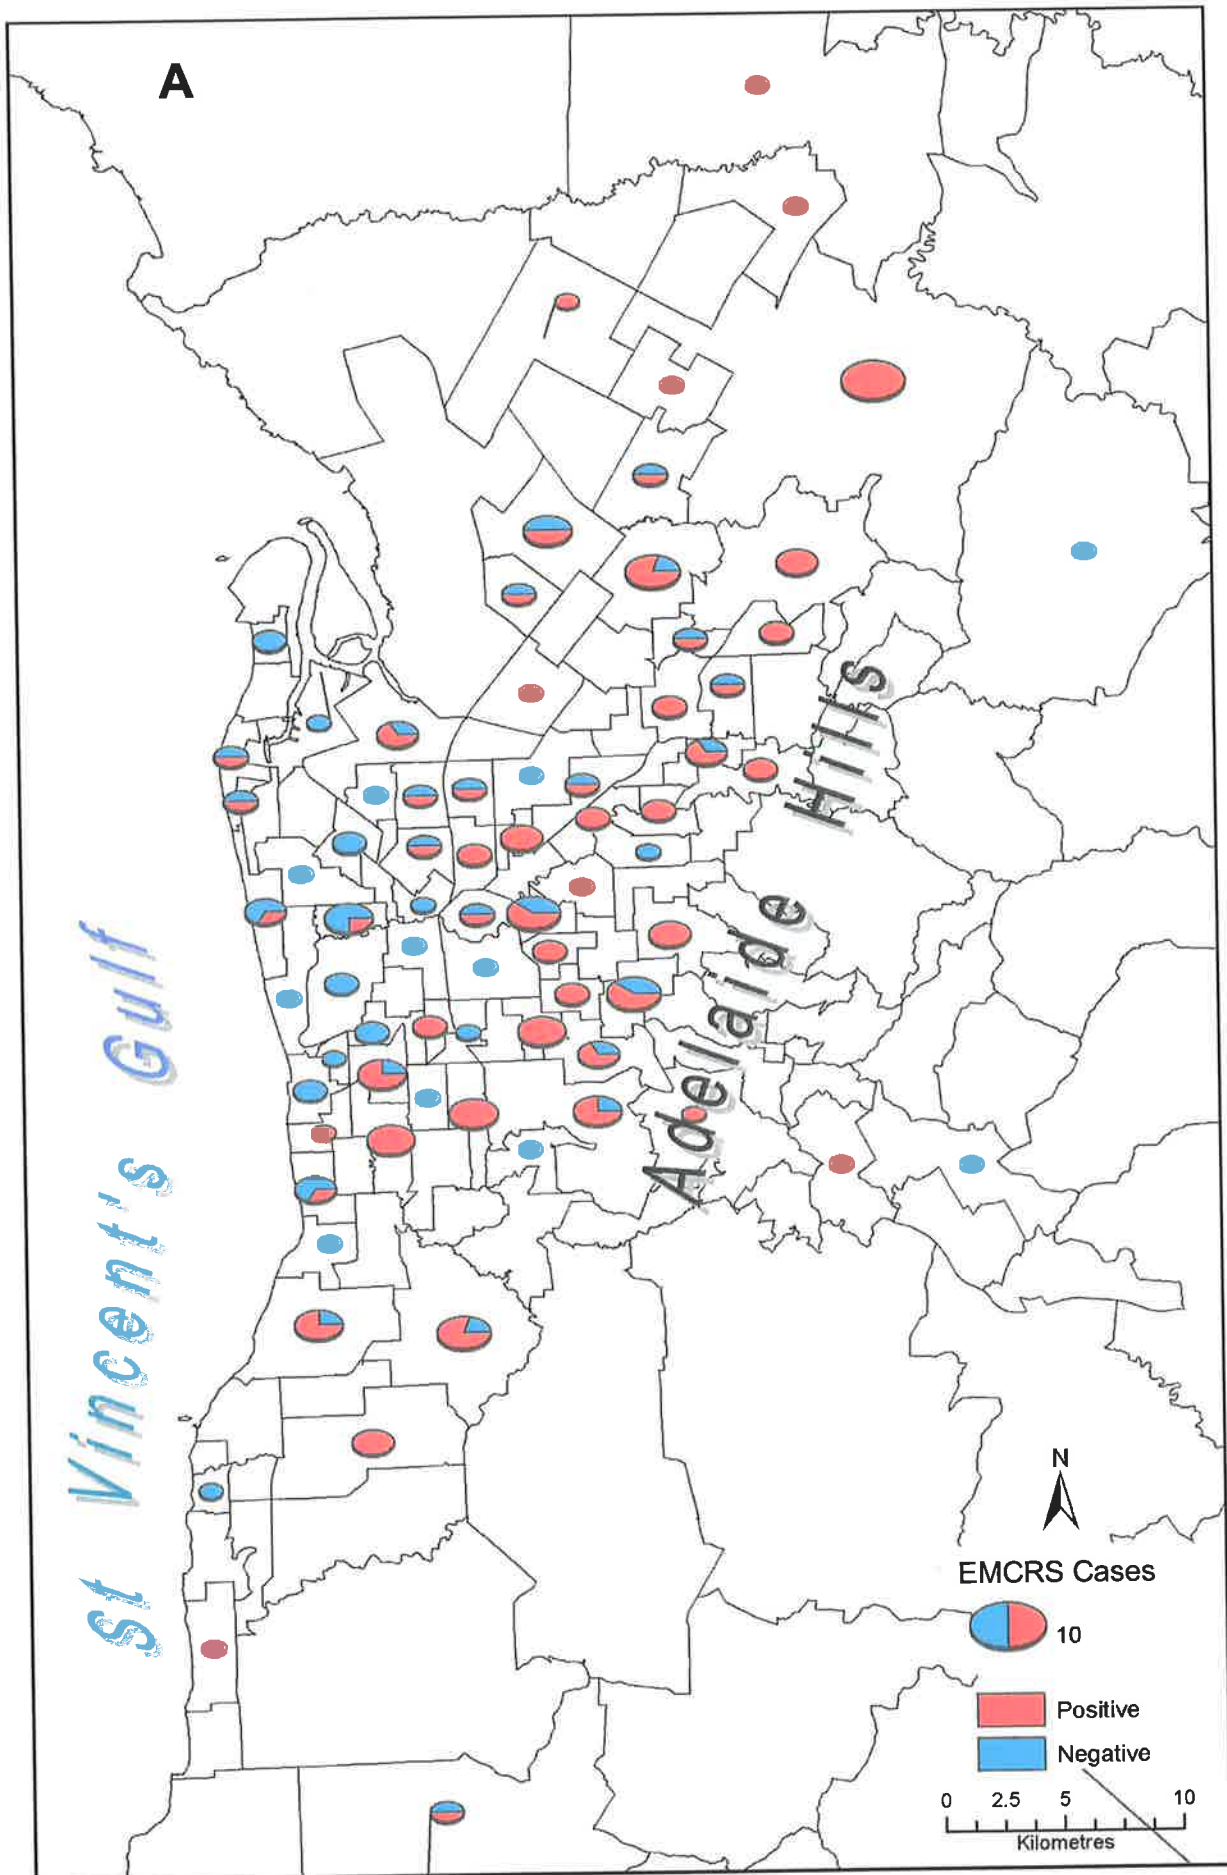 A
St Vincent's Gulf
Adelaide Hills
N
EMCRS Cases
10
Positive
Negative
0 2.5 5 10
Kilometres